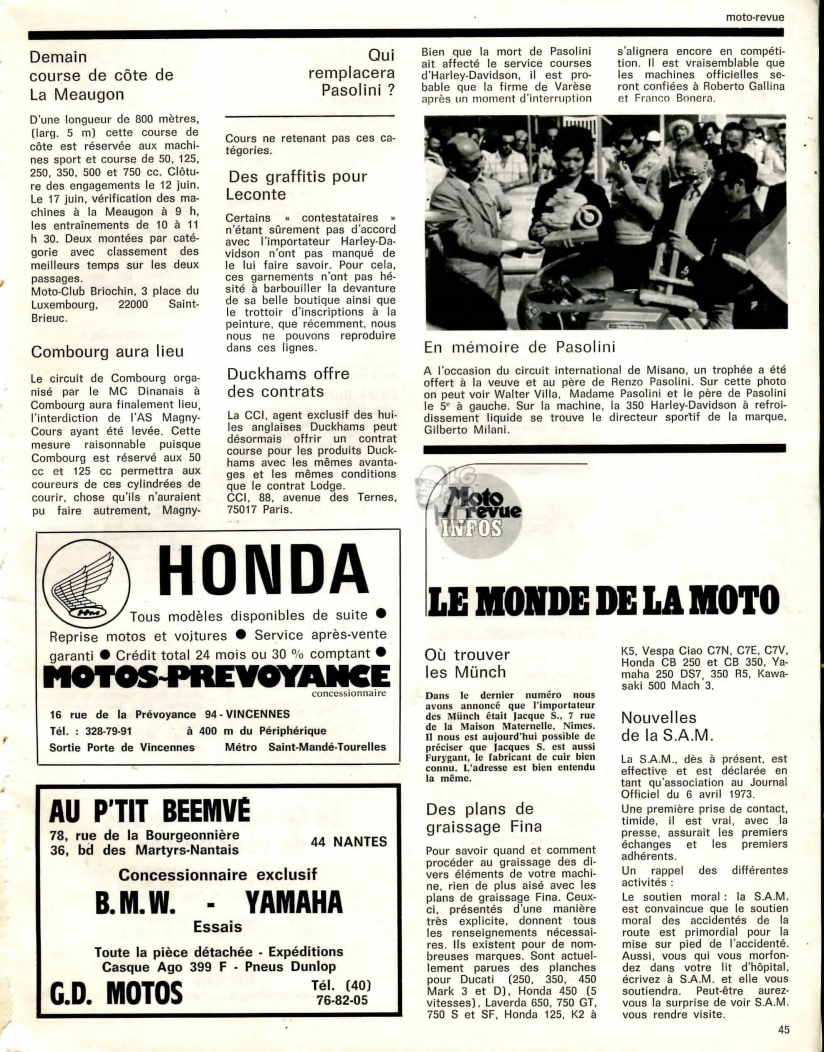 moto-revue
Demain
course de côte de
La Meaugon
D'une longueur de 800 mètres,
(larg. 5 m) cette course de
côte est réservée aux machi-
nes sport et course de 50, 125,
250, 350, 500 et 750 cc. Clôtu-
re des engagements le 12 juin.
Le 17 juin, vérification des ma-
chines à la Meaugon à 9 h,
les entraînements de 10 à 11
h 30. Deux montées par caté-
gorie avec classement des
meilleurs temps sur les deux
passages.
Moto-Club Briochin, 3 place du
Luxembourg, 22000 Saint-
Brieuc.
Combourg aura lieu
Le circuit de Combourg orga-
nisé par le MC Dinanais à
Combourg aura finalement lieu,
l'interdiction de l'AS Magny-
Cours ayant été levée. Cette
mesure raisonnable puisque
Combourg est réservé aux 50
cc et 125 cc permettra aux
coureurs de ces cylindrées de
courir, chose qu'ils n'auraient
pu faire autrement, Magny-
Cours ne retenant pas ces ca-
tégories.
Des graffitis pour
Leconte
Certains « contestataires »
n'étant sûrement pas d'accord
avec l'importateur Harley-Da-
vidson n'ont pas manqué de
le lui faire savoir. Pour cela,
ces garnements n'ont pas hé-
sité à barbouiller la devanture
de sa belle boutique ainsi que
le trottoir d'inscriptions à la
peinture, que récemment, nous
nous ne pouvons reproduire
dans ces lignes.
Duckhams offre
des contrats
La CCI, agent exclusif des hui-
les anglaises Duckhams peut
désormais offrir un contrat
course pour les produits Duck-
hams avec les mêmes avanta-
ges et les mêmes conditions
que le contrat Lodge.
CCI, 88, avenue des Ternes,
75017 Paris.
Qui
remplacera
Pasolini ?
Bien que la mort de Pasolini
ait affecté le service courses
d'Harley-Davidson, il est pro-
bable que la firme de Varèse
après un moment d'interruption
s'alignera encore en compéti-
tion. Il est vraisemblable que
les machines officielles se-
ront confiées à Roberto Gallina
et Franco Bonera.
En mémoire de Pasolini
A l'occasion du circuit international de Misano, un trophée a été
offert à la veuve et au père de Renzo Pasolini. Sur cette photo
on peut voir Walter Villa, Madame Pasolini et le père de Pasolini
le 5e à gauche. Sur la machine, la 350 Harley-Davidson à refroi-
dissement liquide se trouve le directeur sportif de la marque,
Gilberto Milani.
HONDA
Tous modèles disponibles de suite ●
Reprise motos et voitures ● Service après-vente
garanti ● Crédit total 24 mois ou 30 % comptant ●
MOTOS~PREVOYANCE
concessionnaire
16 rue de la Prévoyance 94 - VINCENNES
Tél. : 328-79-91 à 400 m du Périphérique
Sortie Porte de Vincennes Métro Saint-Mandé-Tourelles
AU P'TIT BEEMVÉ
78, rue de la Bourgeonnière
36, bd des Martyrs-Nantais
44 NANTES
Concessionnaire exclusif
B.M.W. - YAMAHA
Essais
Toute la pièce détachée - Expéditions
Casque Ago 399 F - Pneus Dunlop
G.D. MOTOS
Tél. (40)
76-82-05
Moto
revue
INFOS
LE MONDE DE LA MOTO
Où trouver
les Münch
Dans le dernier numéro nous
avons annoncé que l'importateur
des Münch était Jacque S., 7 rue
de la Maison Maternelle, Nîmes.
Il nous est aujourd'hui possible de
préciser que Jacques S. est aussi
Furygant, le fabricant de cuir bien
connu. L'adresse est bien entendu
la même.
Des plans de
graissage Fina
Pour savoir quand et comment
procéder au graissage des di-
vers éléments de votre machi-
ne, rien de plus aisé avec les
plans de graissage Fina. Ceux-
ci, présentés d'une manière
très explicite, donnent tous
les renseignements nécessai-
res. Ils existent pour de nom-
breuses marques. Sont actuel-
lement parues des planches
pour Ducati (250, 350, 450
Mark 3 et D), Honda 450 (5
vitesses), Laverda 650, 750 GT,
750 S et SF, Honda 125, K2 à
K5, Vespa Ciao C7N, C7E, C7V,
Honda CB 250 et CB 350, Ya-
maha 250 DS7, 350 R5, Kawa-
saki 500 Mach 3.
Nouvelles
de la S.A.M.
La S.A.M., dès à présent, est
effective et est déclarée en
tant qu'association au Journal
Officiel du 6 avril 1973.
Une première prise de contact,
timide, il est vrai, avec la
presse, assurait les premiers
échanges et les premiers
adhérents.
Un rappel des différentes
activités :
Le soutien moral : la S.A.M.
est convaincue que le soutien
moral des accidentés de la
route est primordial pour la
mise sur pied de l'accidenté.
Aussi, vous qui vous morfon-
dez dans votre lit d'hôpital,
écrivez à S.A.M. et elle vous
soutiendra. Peut-être aurez-
vous la surprise de voir S.A.M.
vous rendre visite.
45